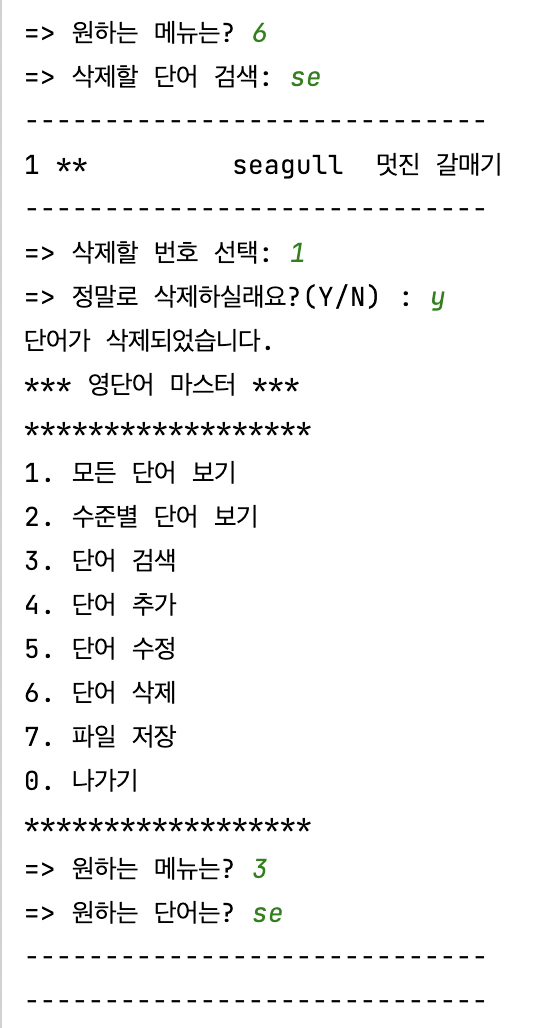 => 원하는 메뉴는? 6
=> 삭제할 단어 검색: se
-----------------------------
1 **         seagull  멋진 갈매기
-----------------------------
=> 삭제할 번호 선택: 1
=> 정말로 삭제하실래요?(Y/N) : y
단어가 삭제되었습니다.
*** 영단어 마스터 ***
******************
1. 모든 단어 보기
2. 수준별 단어 보기
3. 단어 검색
4. 단어 추가
5. 단어 수정
6. 단어 삭제
7. 파일 저장
0. 나가기
******************
=> 원하는 메뉴는? 3
=> 원하는 단어는? se
-----------------------------
-----------------------------